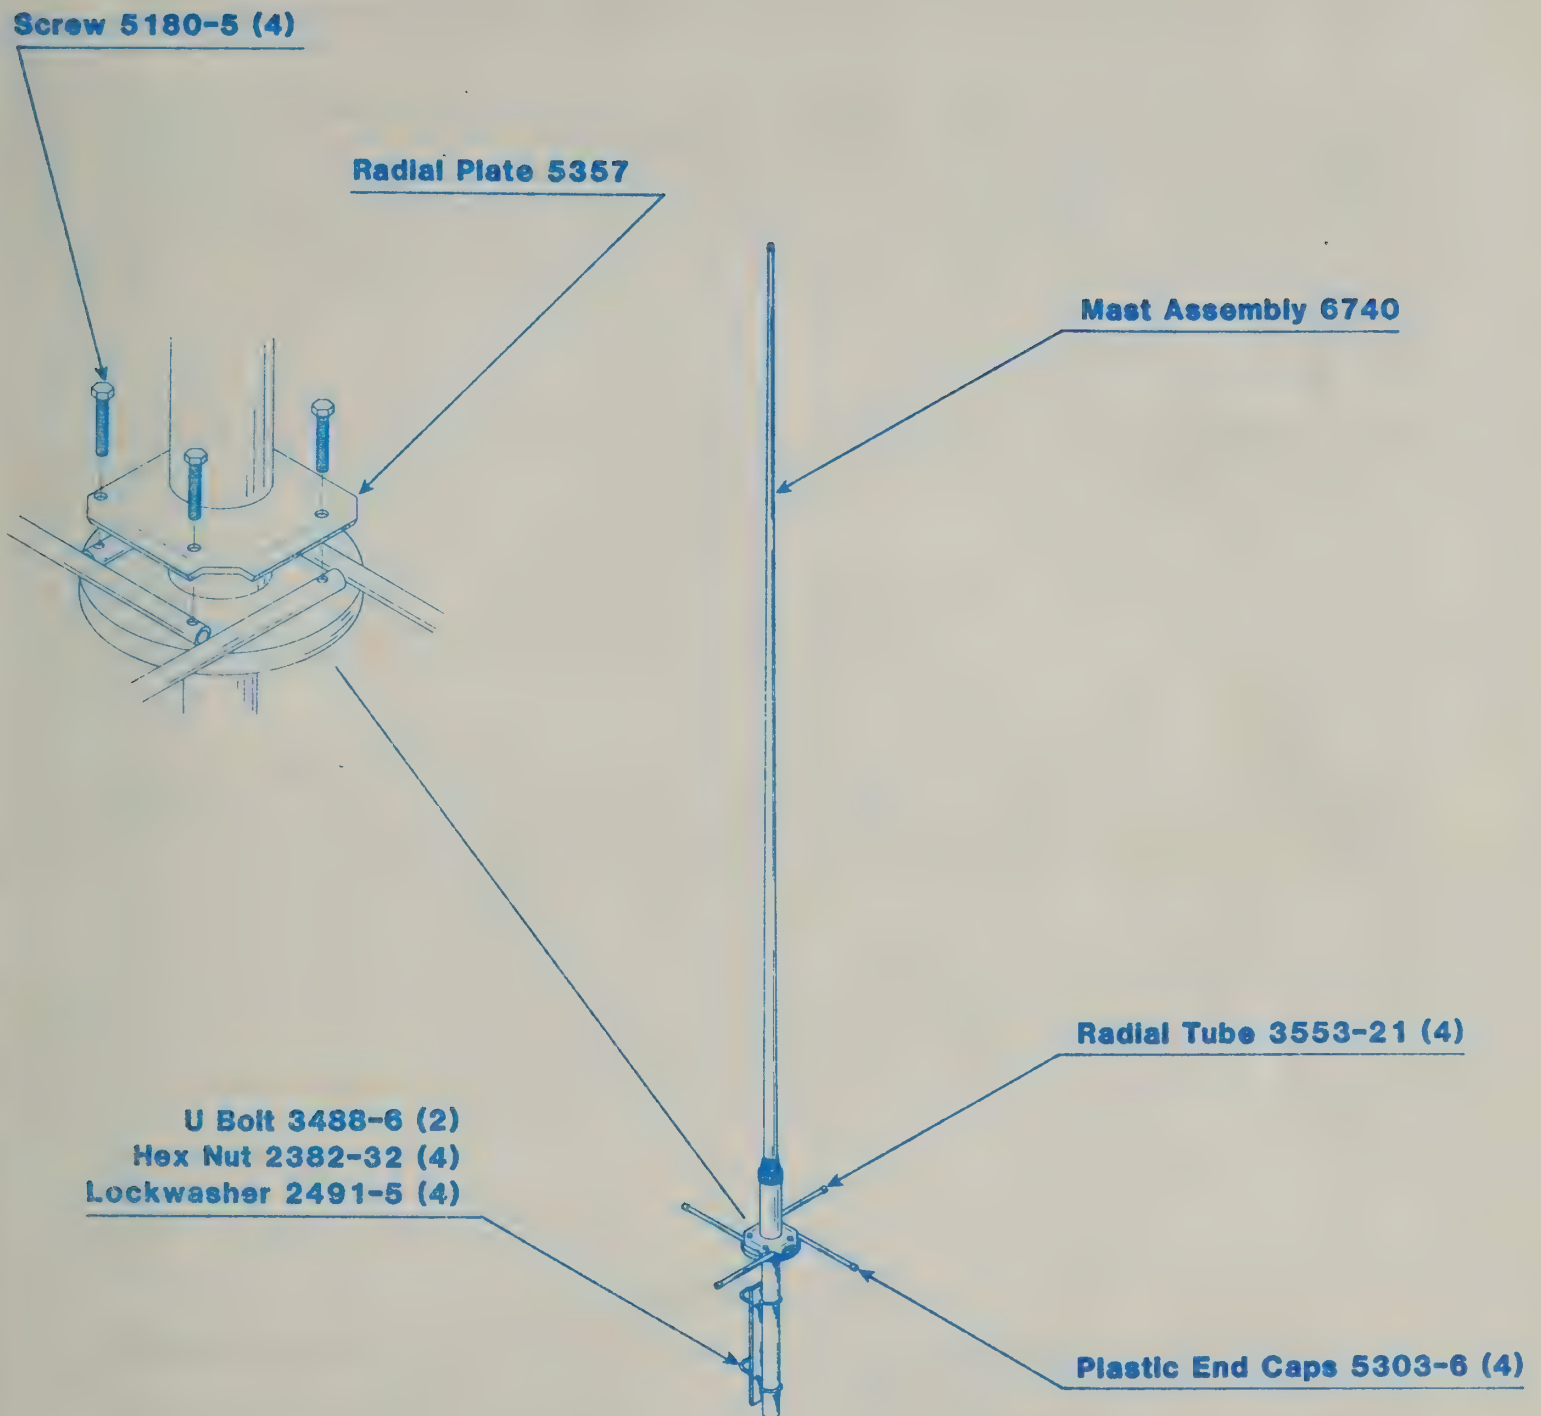 Screw 5180-5 (4)
Radial Plate 5357
Mast Assembly 6740
Radial Tube 3553-21 (4)
U Bolt 3488-6 (2)
Hex Nut 2382-32 (4)
Lockwasher 2491-5 (4)
Plastic End Caps 5303-6 (4)